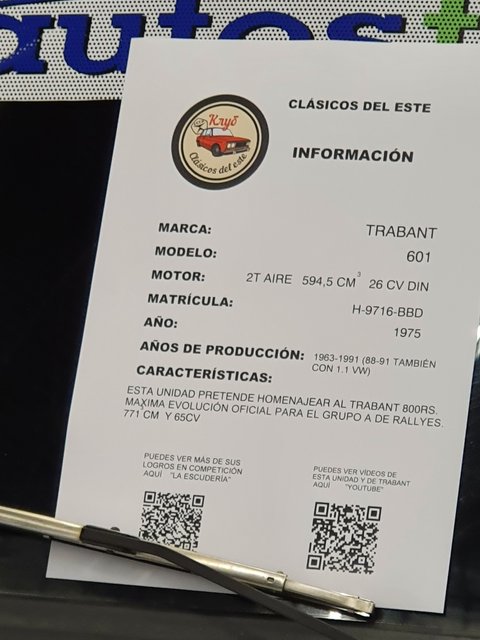 autos
CLÁSICOS DEL ESTE
Клуб
Clásicos del este
INFORMACIÓN
MARCA: TRABANT
MODELO: 601
MOTOR: 2T AIRE 594,5 CM³ 26 CV DIN
MATRÍCULA: H-9716-BBD
AÑO: 1975
AÑOS DE PRODUCCIÓN: 1963-1991 (88-91 TAMBIÉN
CON 1.1 VW)
CARACTERÍSTICAS:
ESTA UNIDAD PRETENDE HOMENAJEAR AL TRABANT 800RS.
MAXIMA EVOLUCIÓN OFICIAL PARA EL GRUPO A DE RALLYES.
771 CM Y 65CV
PUEDES VER MÁS DE SUS
LOGROS EN COMPETICIÓN
AQUÍ "LA ESCUDERÍA"
PUEDES VER VÍDEOS DE
ESTA UNIDAD Y DE TRABANT
AQUÍ "YOUTUBE"